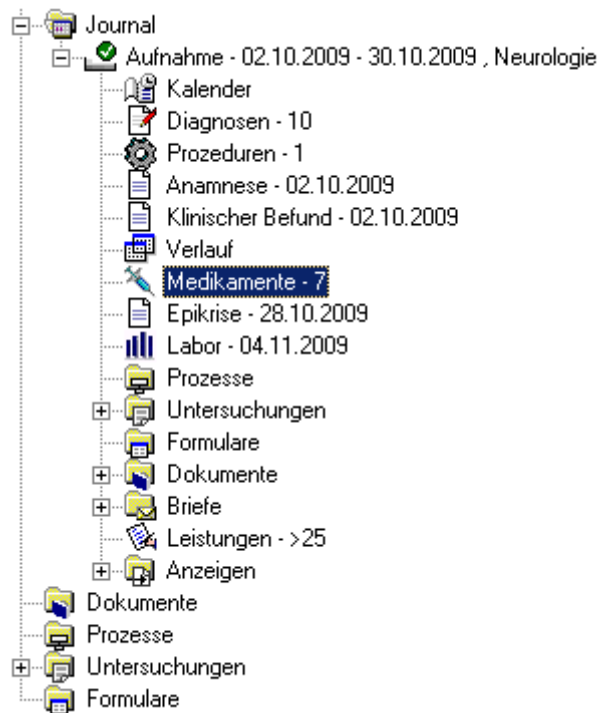 Journal
Aufnahme - 02.10.2009 - 30.10.2009 , Neurologie
Kalender
Diagnosen - 10
Prozeduren - 1
Anamnese - 02.10.2009
Klinischer Befund - 02.10.2009
Verlauf
Medikamente - 7
Epikrise - 28.10.2009
Labor - 04.11.2009
Prozesse
Untersuchungen
Formulare
Dokumente
Briefe
Leistungen - >25
Anzeigen
Dokumente
Prozesse
Untersuchungen
Formulare